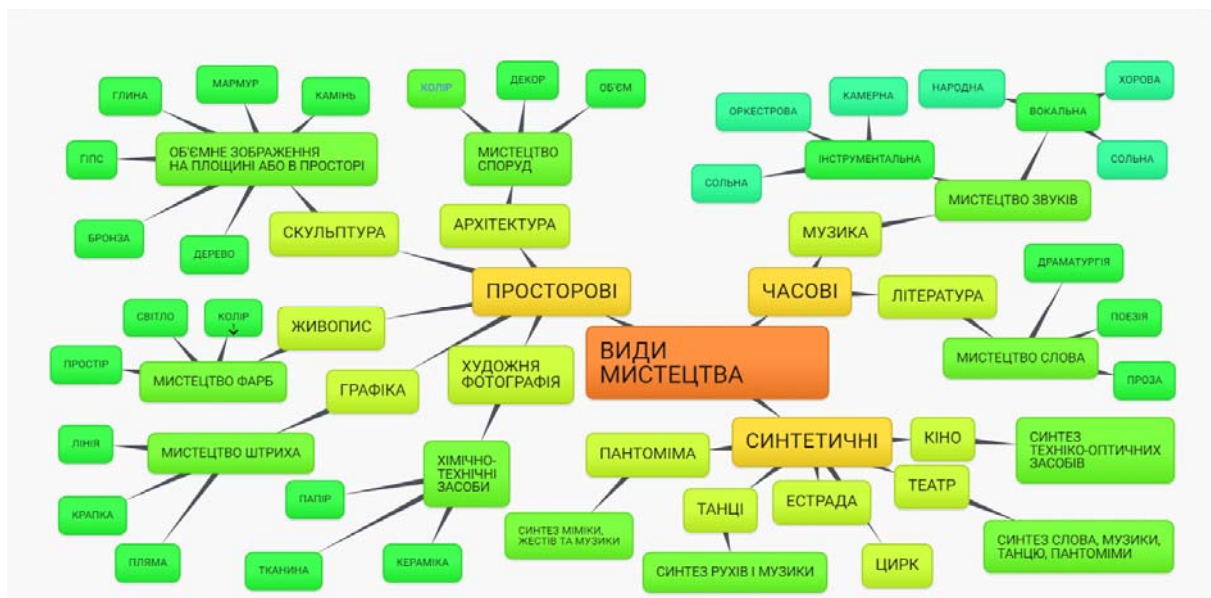 ВИДИ
МИСТЕЦТВА
ПРОСТОРОВІ
СКУЛЬПТУРА
ОБ'ЄМНЕ ЗОБРАЖЕННЯ
НА ПЛОЩИНІ АБО В ПРОСТОРІ
ГЛИНА
МАРМУР
КАМІНЬ
ГІПС
БРОНЗА
ДЕРЕВО
АРХІТЕКТУРА
МИСТЕЦТВО
СПОРУД
КОЛІР
ДЕКОР
ОБ'ЄМ
ЖИВОПИС
МИСТЕЦТВО ФАРБ
СВІТЛО
КОЛІР
ПРОСТІР
ГРАФІКА
МИСТЕЦТВО ШТРИХА
ЛІНІЯ
КРАПКА
ПЛЯМА
ХУДОЖНЯ
ФОТОГРАФІЯ
ХІМІЧНО-
ТЕХНІЧНІ
ЗАСОБИ
ПАПІР
ТКАНИНА
КЕРАМІКА
ЧАСОВІ
МУЗИКА
МИСТЕЦТВО ЗВУКІВ
ІНСТРУМЕНТАЛЬНА
ОРКЕСТРОВА
КАМЕРНА
СОЛЬНА
ВОКАЛЬНА
НАРОДНА
ХОРОВА
СОЛЬНА
ЛІТЕРАТУРА
МИСТЕЦТВО СЛОВА
ДРАМАТУРГІЯ
ПОЕЗІЯ
ПРОЗА
СИНТЕТИЧНІ
КІНО
СИНТЕЗ
ТЕХНІКО-ОПТИЧНИХ
ЗАСОБІВ
ТЕАТР
СИНТЕЗ СЛОВА, МУЗИКИ,
ТАНЦЮ, ПАНТОМІМИ
ЦИРК
ЕСТРАДА
ТАНЦІ
СИНТЕЗ РУХІВ І МУЗИКИ
ПАНТОМІМА
СИНТЕЗ МІМІКИ,
ЖЕСТІВ ТА МУЗИКИ